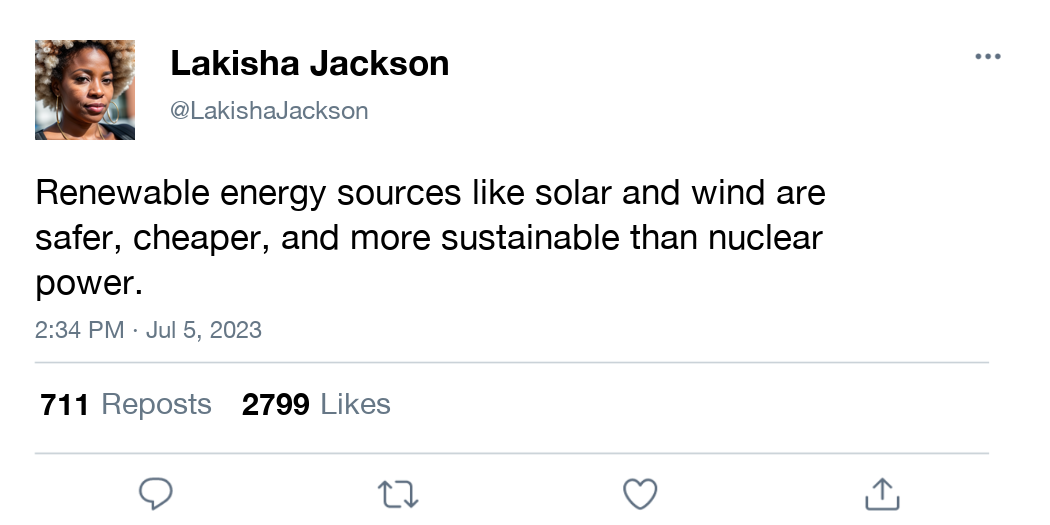 Lakisha Jackson
@LakishaJackson
Renewable energy sources like solar and wind are
safer, cheaper, and more sustainable than nuclear
power.
2:34 PM · Jul 5, 2023
711 Reposts 2799 Likes